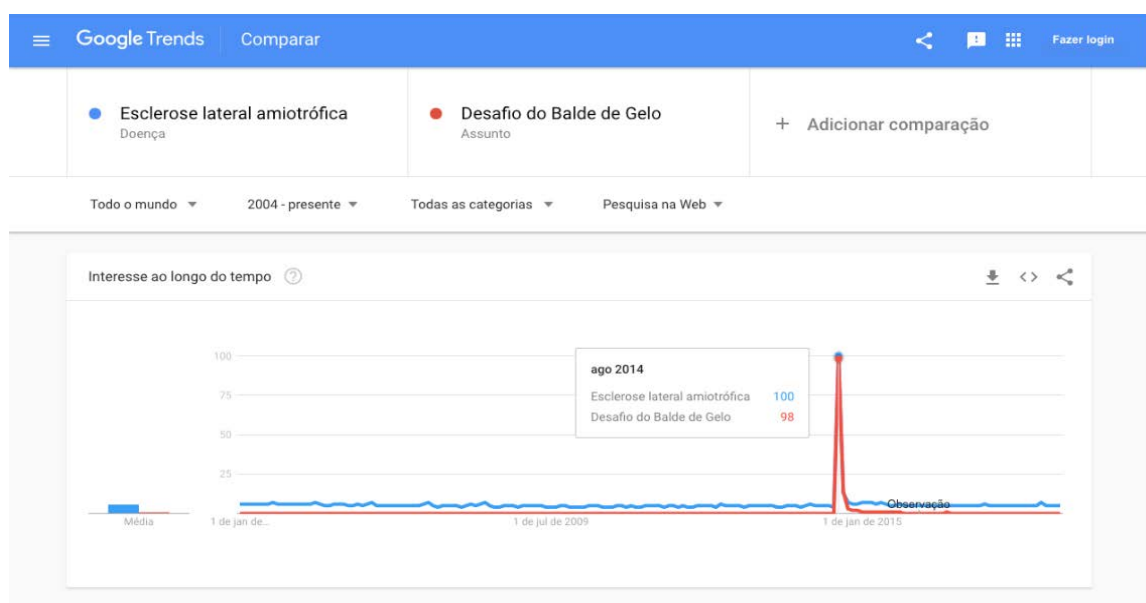 Google Trends Comparar Fazer login
Esclerose lateral amiotrófica
Doença
Desafio do Balde de Gelo
Assunto
+ Adicionar comparação
Todo o mundo 2004 - presente Todas as categorias Pesquisa na Web
Interesse ao longo do tempo ?
100
75
50
25
ago 2014
Esclerose lateral amiotrófica 100
Desafio do Balde de Gelo 98
Observação
Média 1 de jan de... 1 de jul de 2009 1 de jan de 2015